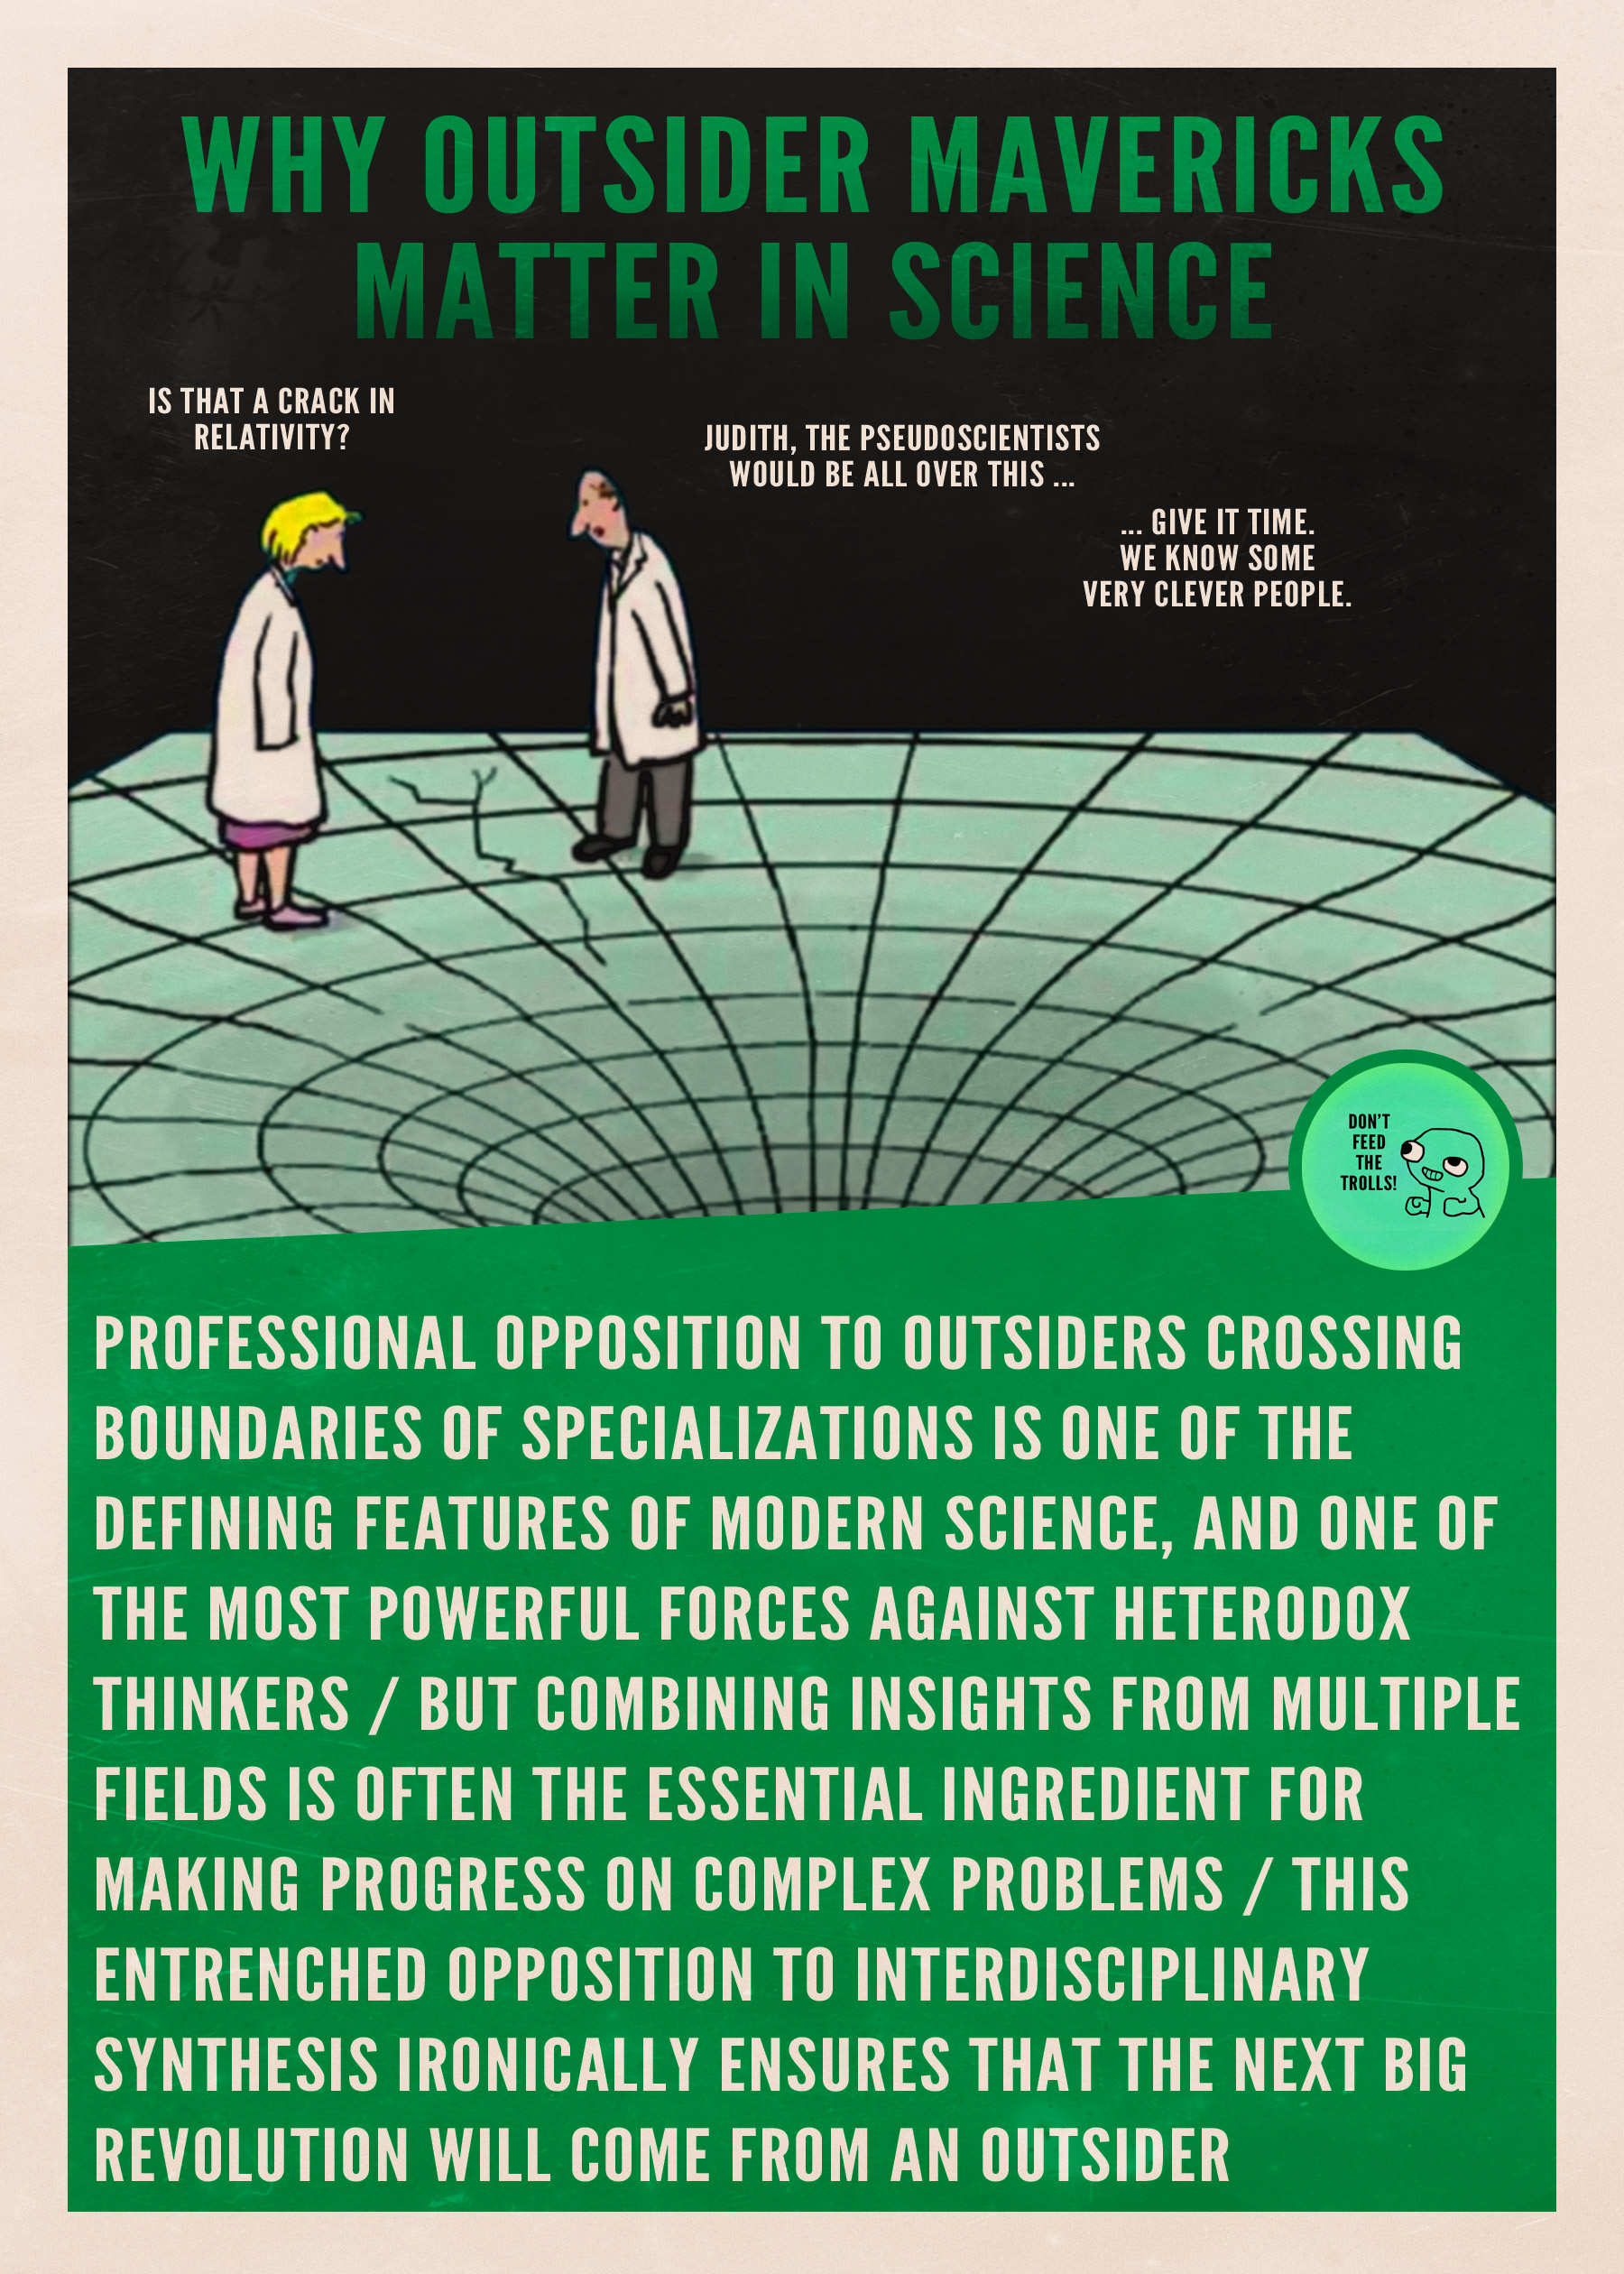 WHY OUTSIDER MAVERICKS
MATTER IN SCIENCE
IS THAT A CRACK IN
RELATIVITY?
JUDITH, THE PSEUDOSCIENTISTS
WOULD BE ALL OVER THIS ...
... GIVE IT TIME.
WE KNOW SOME
VERY CLEVER PEOPLE.
DON'T
FEED
THE
TROLLS!
PROFESSIONAL OPPOSITION TO OUTSIDERS CROSSING
BOUNDARIES OF SPECIALIZATIONS IS ONE OF THE
DEFINING FEATURES OF MODERN SCIENCE, AND ONE OF
THE MOST POWERFUL FORCES AGAINST HETERODOX
THINKERS / BUT COMBINING INSIGHTS FROM MULTIPLE
FIELDS IS OFTEN THE ESSENTIAL INGREDIENT FOR
MAKING PROGRESS ON COMPLEX PROBLEMS / THIS
ENTRENCHED OPPOSITION TO INTERDISCIPLINARY
SYNTHESIS IRONICALLY ENSURES THAT THE NEXT BIG
REVOLUTION WILL COME FROM AN OUTSIDER